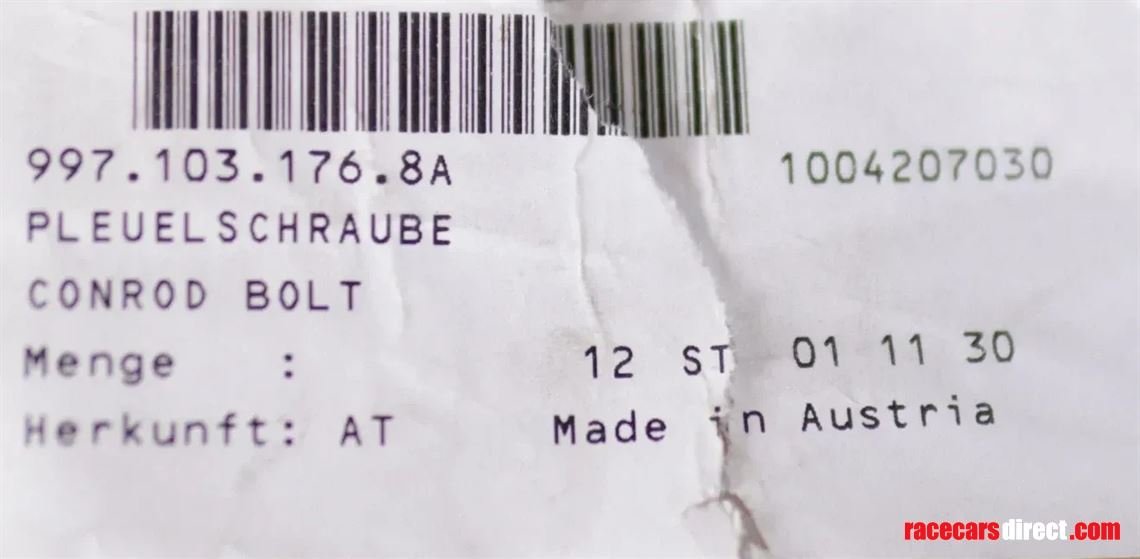 997.103.176.8A 1004207030
PLEUELSCHRAUBE
CONROD BOLT
Menge : 12 ST 01 11 30
Herkunft: AT Made in Austria
racecarsdirect.com